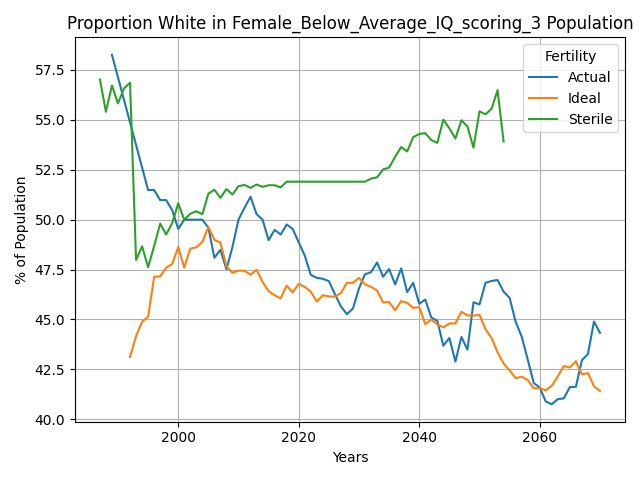 Proportion White in Female_Below_Average_IQ_scoring_3 Population
Fertility
Actual
Ideal
Sterile
% of Population
57.5
55.0
52.5
50.0
47.5
45.0
42.5
40.0
2000
2020
2040
2060
Years